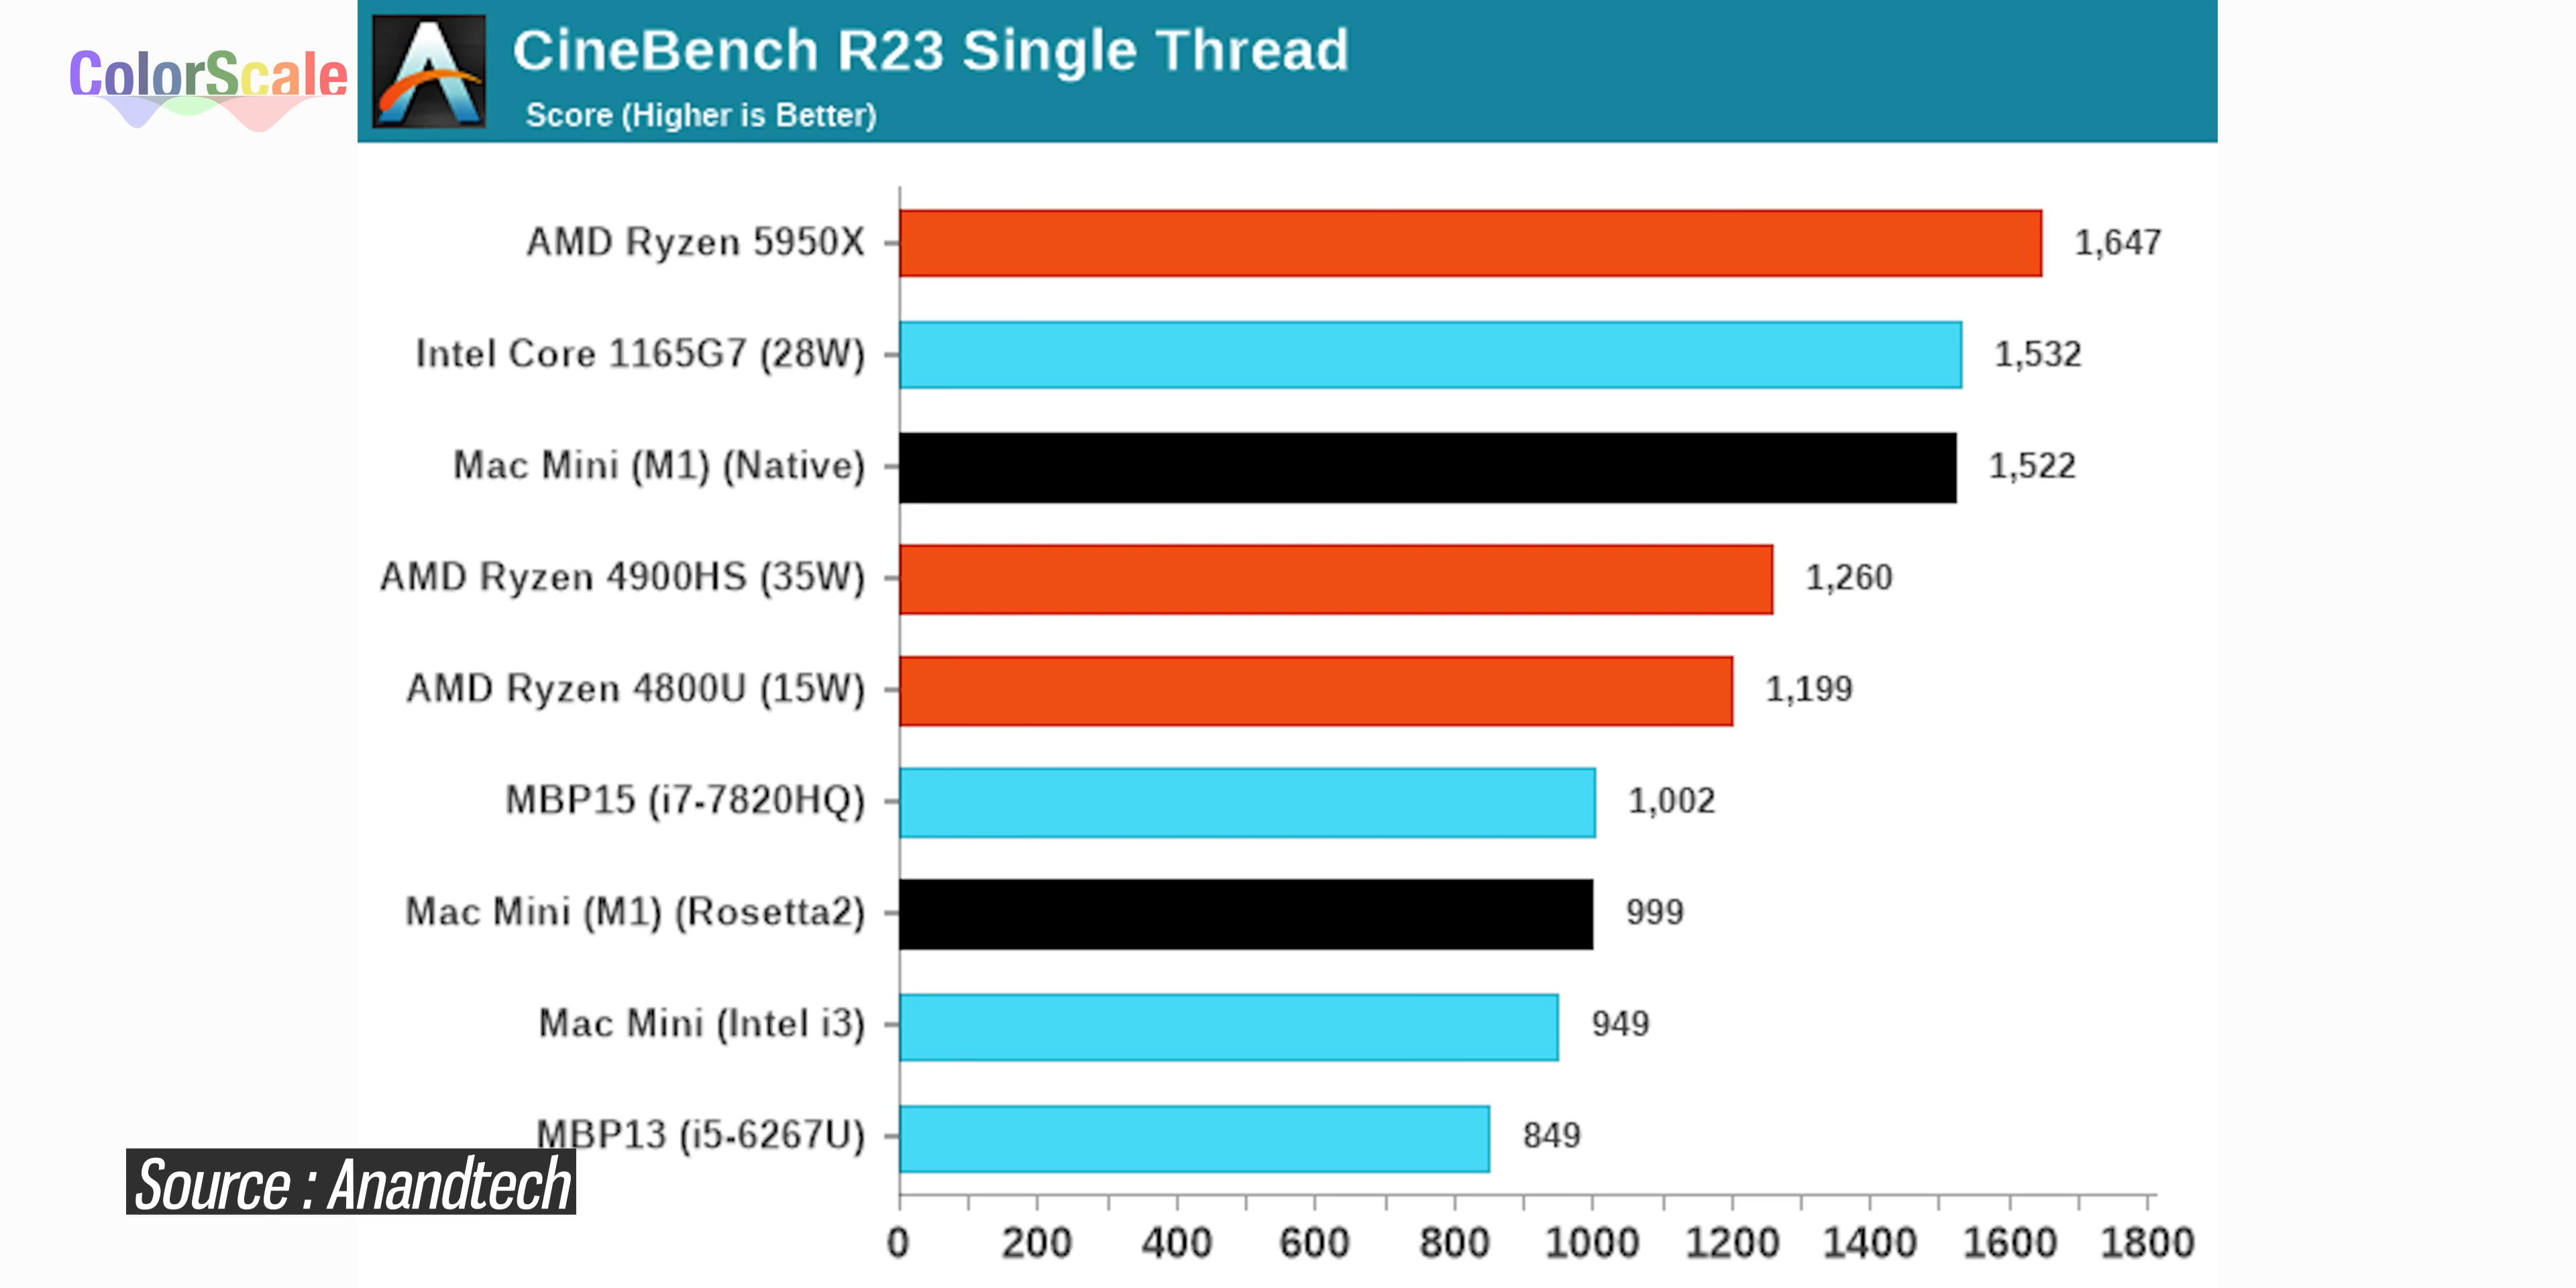 ColorScale
CineBench R23 Single Thread
Score (Higher is Better)
AMD Ryzen 5950X 1,647
Intel Core 1165G7 (28W) 1,532
Mac Mini (M1) (Native) 1,522
AMD Ryzen 4900HS (35W) 1,260
AMD Ryzen 4800U (15W) 1,199
MBP15 (i7-7820HQ) 1,002
Mac Mini (M1) (Rosetta2) 999
Mac Mini (Intel i3) 949
MBP13 (i5-6267U) 849
Source : Anandtech
0 200 400 600 800 1000 1200 1400 1600 1800